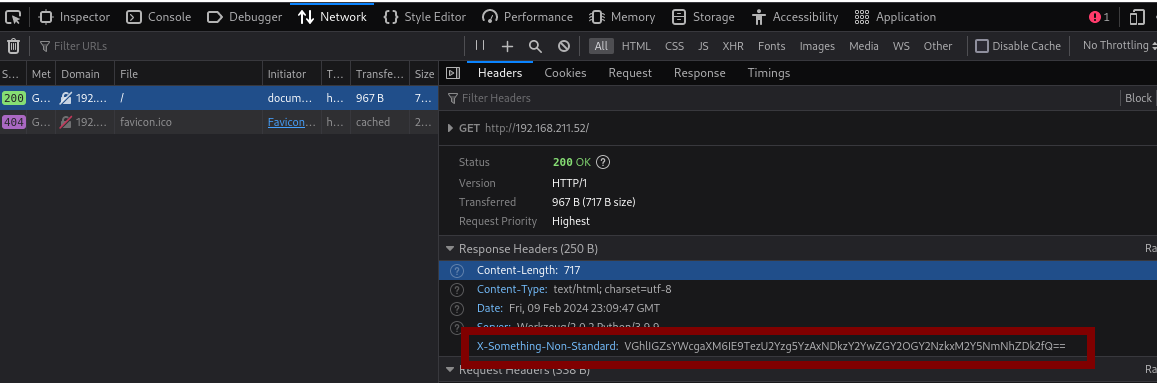 Inspector Console Debugger Network Style Editor Performance Memory Storage Accessibility Application 1
Filter URLs All HTML CSS JS XHR Fonts Images Media WS Other Disable Cache No Throttling
S... Met Domain File Initiator T... Transfe... Size
200 G... 192.... / docum... h... 967 B 7...
404 G... 192.... favicon.ico Favicon... h... cached 2...
Headers Cookies Request Response Timings
Filter Headers Block
GET http://192.168.211.52/
Status 200 OK
Version HTTP/1
Transferred 967 B (717 B size)
Request Priority Highest
Response Headers (250 B) Ra
Content-Length: 717
Content-Type: text/html; charset=utf-8
Date: Fri, 09 Feb 2024 23:09:47 GMT
Server: Werkzeug/2.0.2 Python/3.9.9
X-Something-Non-Standard: VGhlIGZsYWcgaXM6IE9TezU2Yzg5YzAxNDkzY2YwZGY2OGY2NzkxM2Y5NmNhZDk2fQ==
Request Headers (338 B) Ra